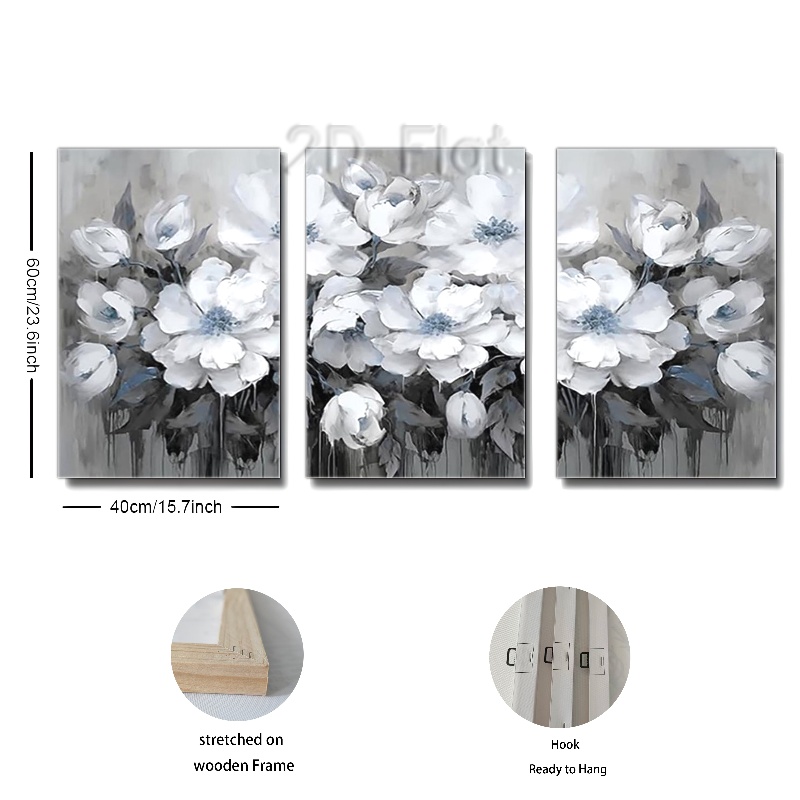 2D Flat
60cm/23.6inch
40cm/15.7inch
stretched on
wooden Frame
Hook
Ready to Hang